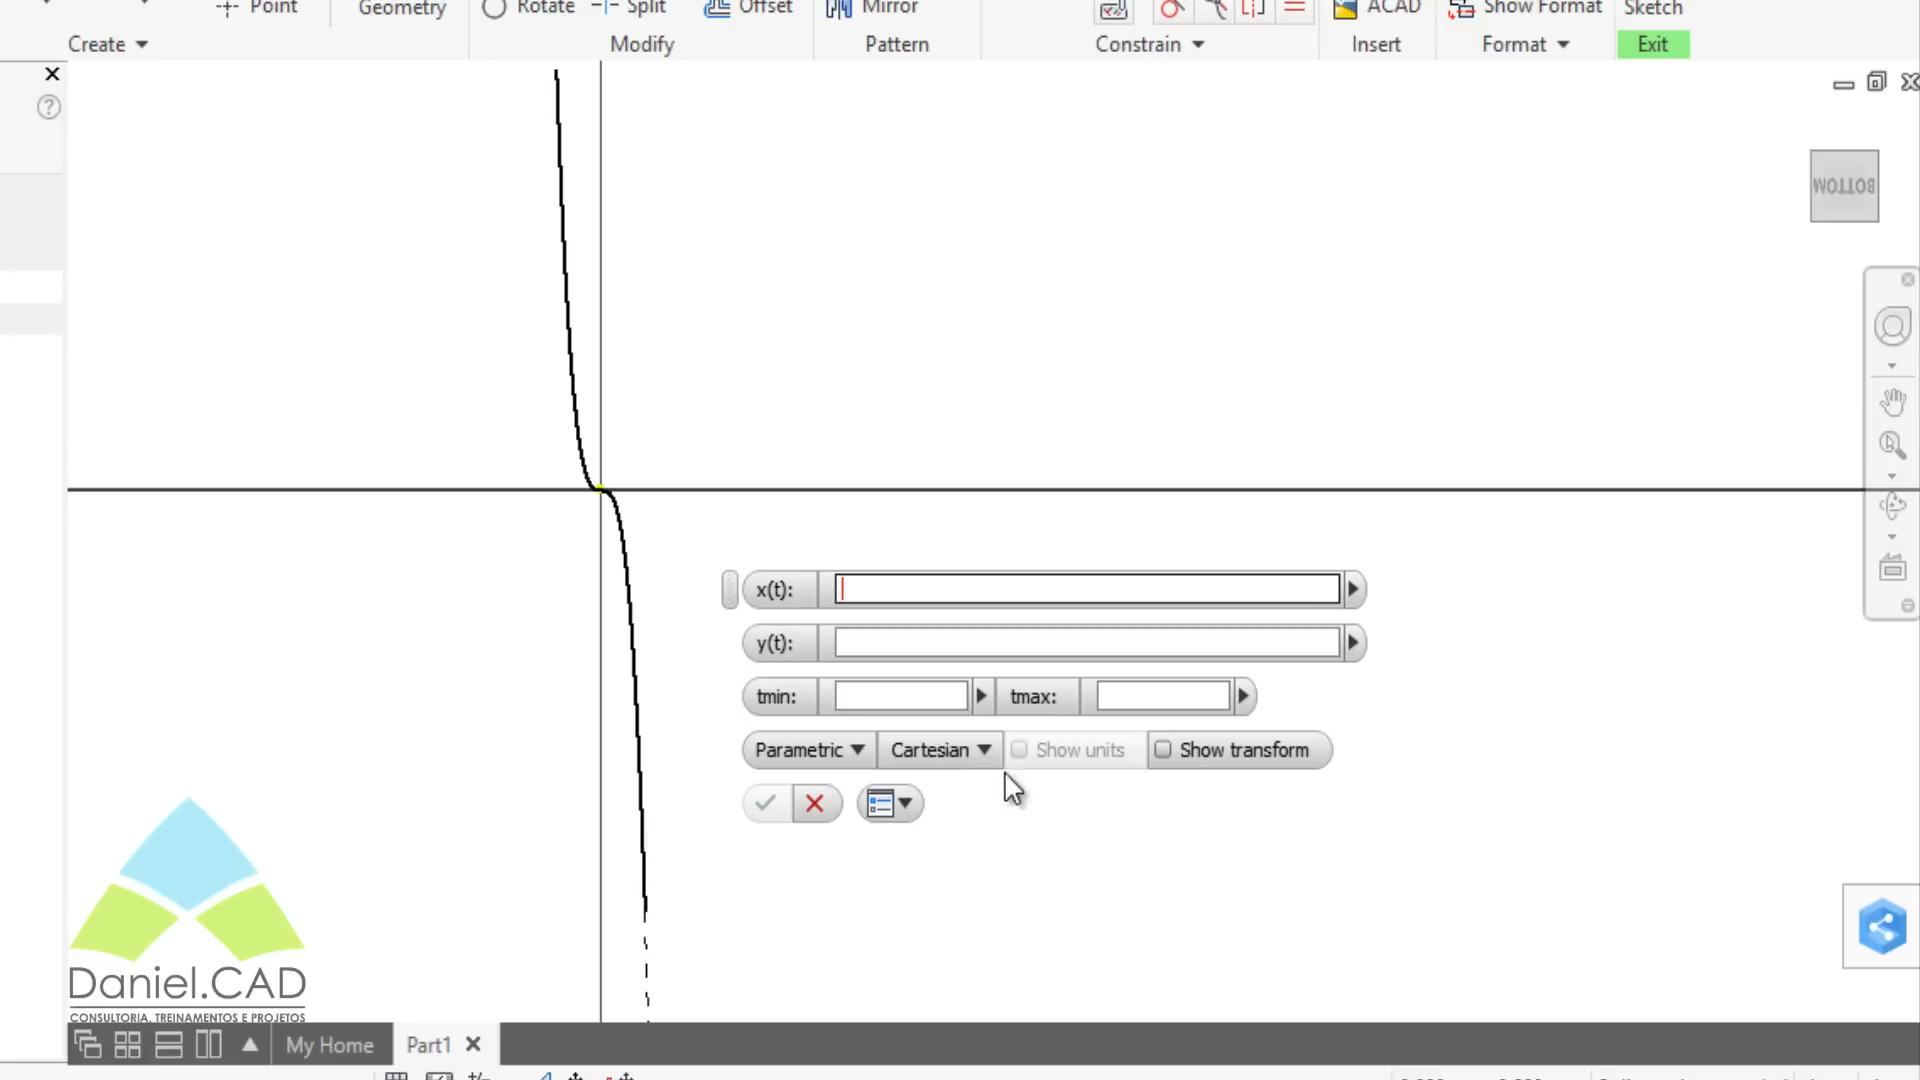 Point
Geometry
Rotate
Split
Offset
Mirror
ACAD
Show Format
Sketch
Create
Modify
Pattern
Constrain
Insert
Format
Exit
BOTTOM
x(t):
y(t):
tmin:
tmax:
Parametric
Cartesian
Show units
Show transform
Daniel.CAD
CONSULTORIA, TREINAMENTOS E PROJETOS
My Home
Part1